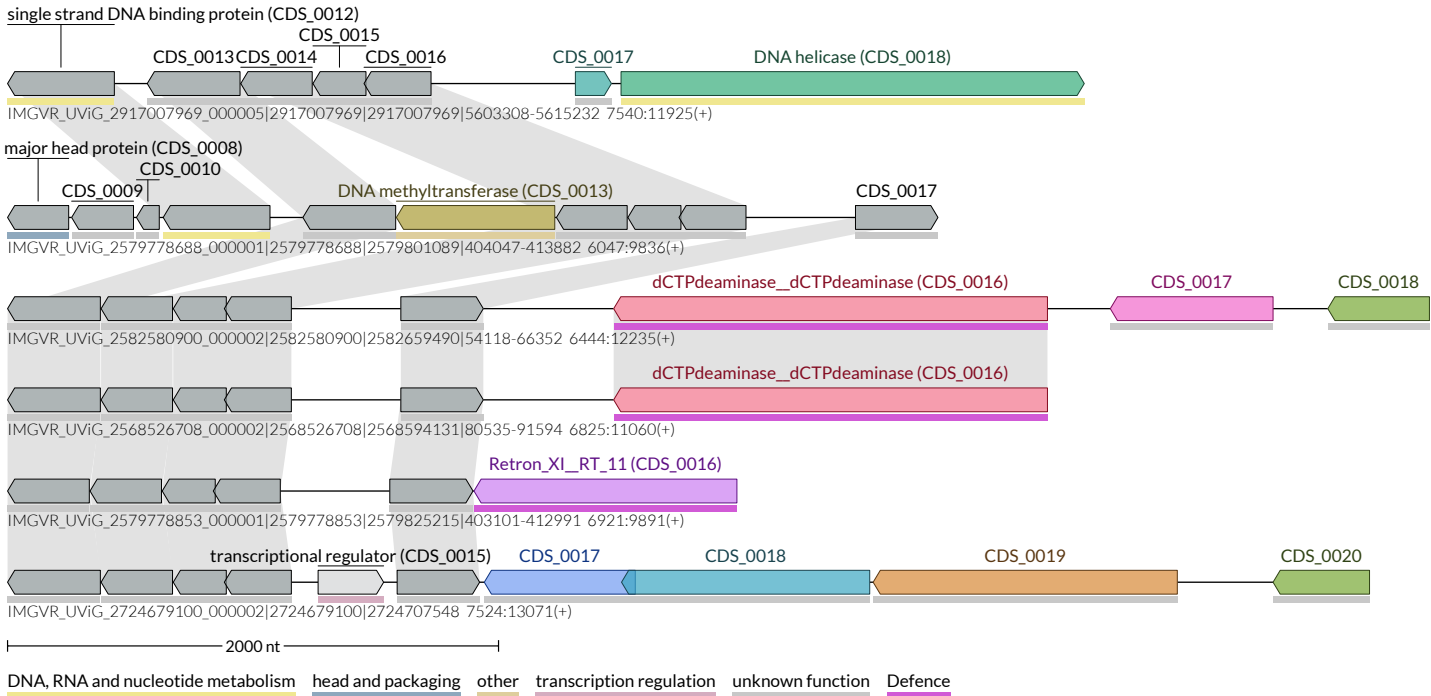 single strand DNA binding protein (CDS_0012)
CDS_0015
CDS_0013 CDS_0014 CDS_0016 CDS_0017 DNA helicase (CDS_0018)
IMGVR_UViG_2917007969_000005|2917007969|2917007969|5603308-5615232 7540:11925(+)
major head protein (CDS_0008)
CDS_0010
CDS_0009 DNA methyltransferase (CDS_0013) CDS_0017
IMGVR_UViG_2579778688_000001|2579778688|2579801089|404047-413882 6047:9836(+)
dCTPdeaminase__dCTPdeaminase (CDS_0016) CDS_0017 CDS_0018
IMGVR_UViG_2582580900_000002|2582580900|2582659490|54118-66352 6444:12235(+)
dCTPdeaminase__dCTPdeaminase (CDS_0016)
IMGVR_UViG_2568526708_000002|2568526708|2568594131|80535-91594 6825:11060(+)
Retron_XI__RT_11 (CDS_0016)
IMGVR_UViG_2579778853_000001|2579778853|2579825215|403101-412991 6921:9891(+)
transcriptional regulator (CDS_0015) CDS_0017 CDS_0018 CDS_0019 CDS_0020
IMGVR_UViG_2724679100_000002|2724679100|2724707548 7524:13071(+)
2000 nt
DNA, RNA and nucleotide metabolism head and packaging other transcription regulation unknown function Defence